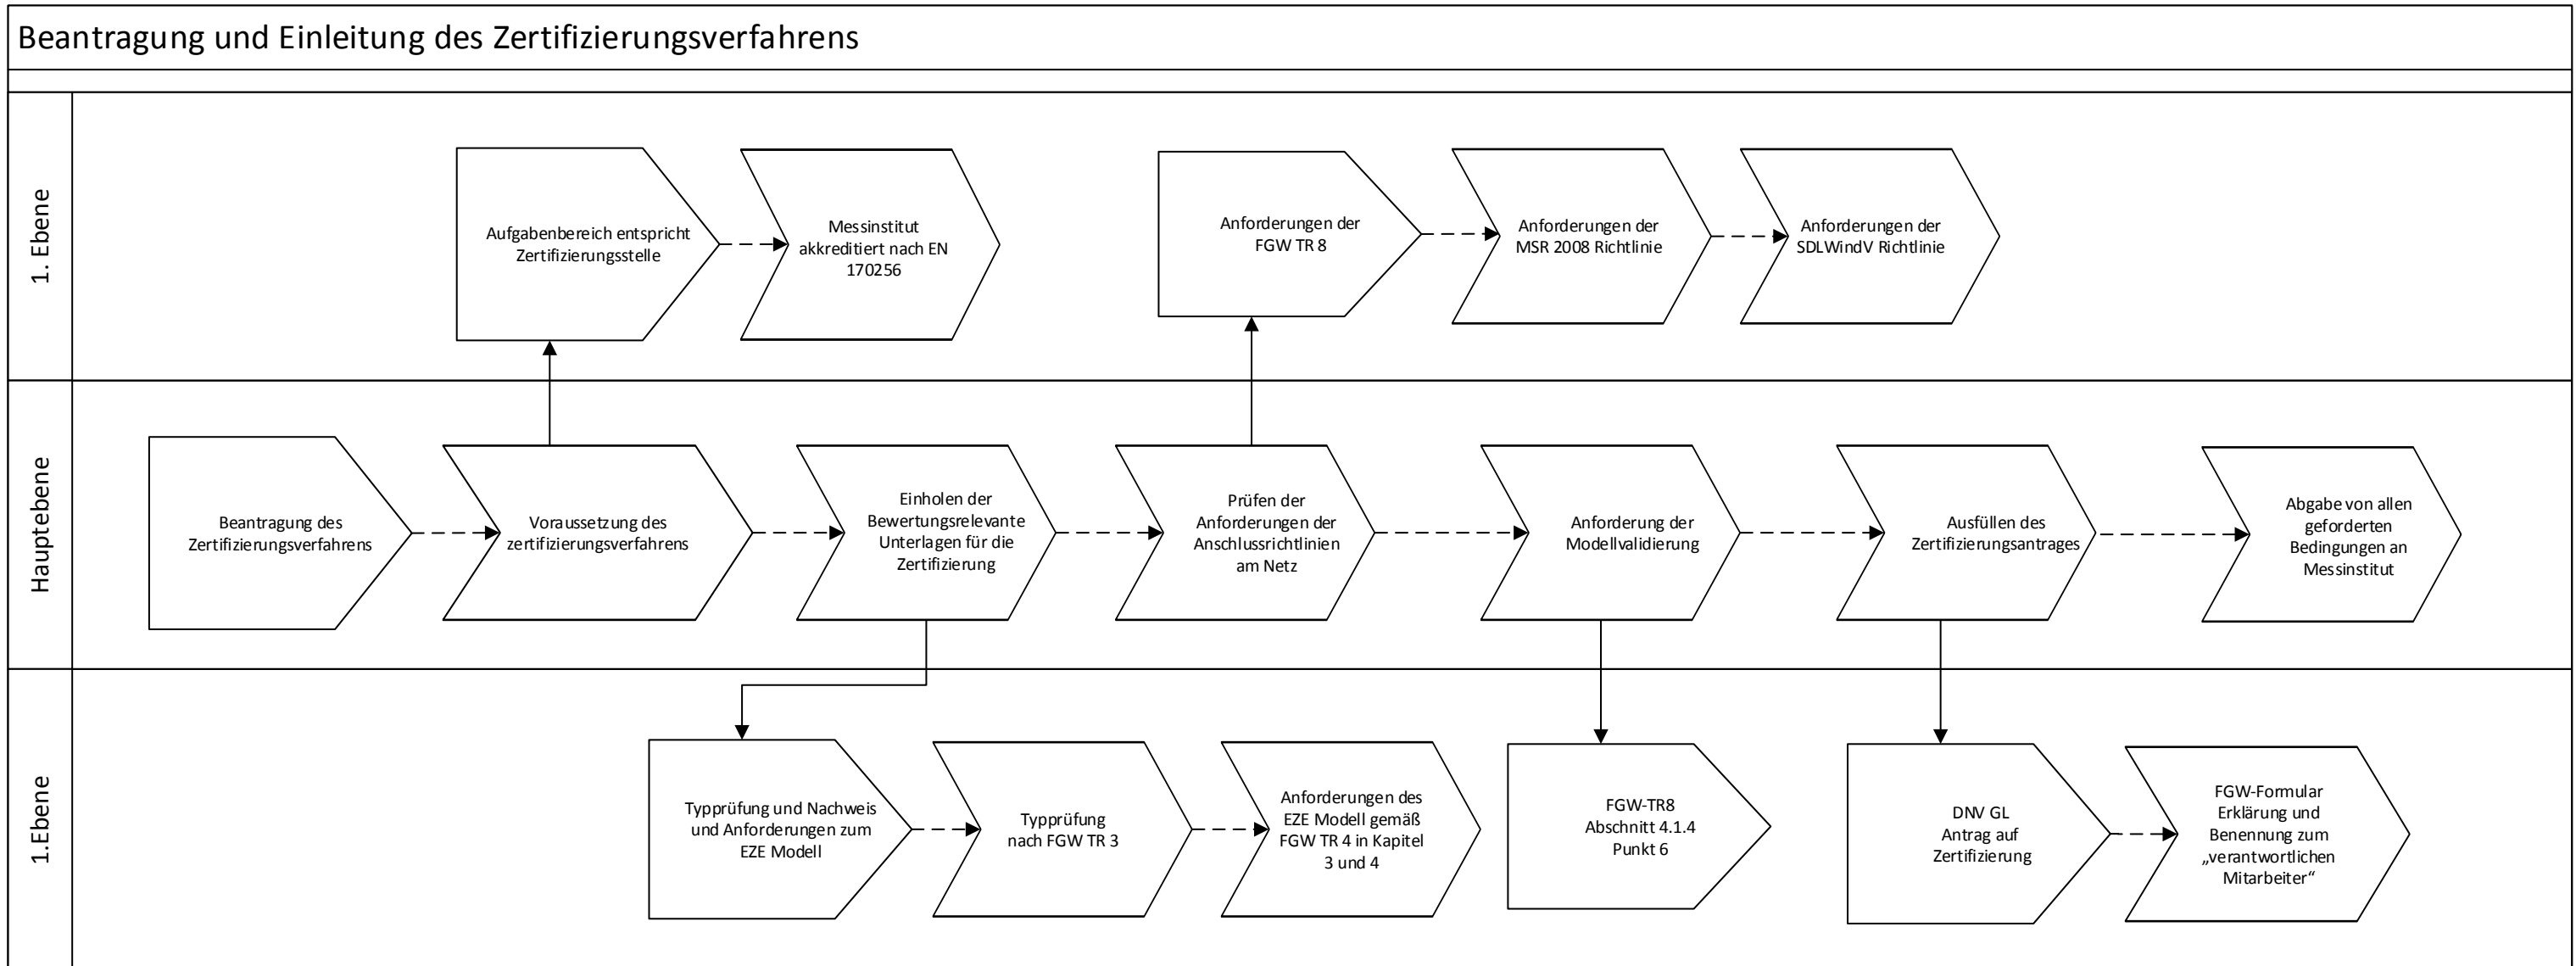 Beantragung und Einleitung des Zertifizierungsverfahrens
1. Ebene
Aufgabenbereich entspricht
Zertifizierungsstelle
Messinstitut
akkreditiert nach EN
170256
Anforderungen der
FGW TR 8
Anforderungen der
MSR 2008 Richtlinie
Anforderungen der
SDLWindV Richtlinie
Hauptebene
Beantragung des
Zertifizierungsverfahrens
Voraussetzung des
zertifizierungsverfahrens
Einholen der
Bewertungsrelevante
Unterlagen für die
Zertifizierung
Prüfen der
Anforderungen der
Anschlussrichtlinien
am Netz
Anforderung der
Modellvalidierung
Ausfüllen des
Zertifizierungsantrages
Abgabe von allen
geforderten
Bedingungen an
Messinstitut
1.Ebene
Typprüfung und Nachweis
und Anforderungen zum
EZE Modell
Typprüfung
nach FGW TR 3
Anforderungen des
EZE Modell gemäß
FGW TR 4 in Kapitel
3 und 4
FGW-TR8
Abschnitt 4.1.4
Punkt 6
DNV GL
Antrag auf
Zertifizierung
FGW-Formular
Erklärung und
Benennung zum
„verantwortlichen
Mitarbeiter“